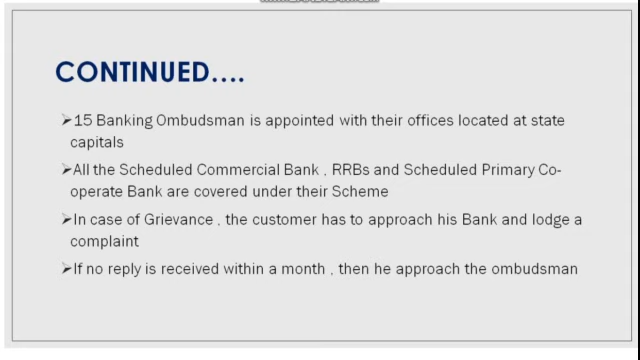 CONTINUED....
➢15 Banking Ombudsman is appointed with their offices located at state
capitals
➢All the Scheduled Commercial Bank , RRBs and Scheduled Primary Co-
operate Bank are covered under their Scheme
➢In case of Grievance , the customer has to approach his Bank and lodge a
complaint
➢If no reply is received within a month , then he approach the ombudsman